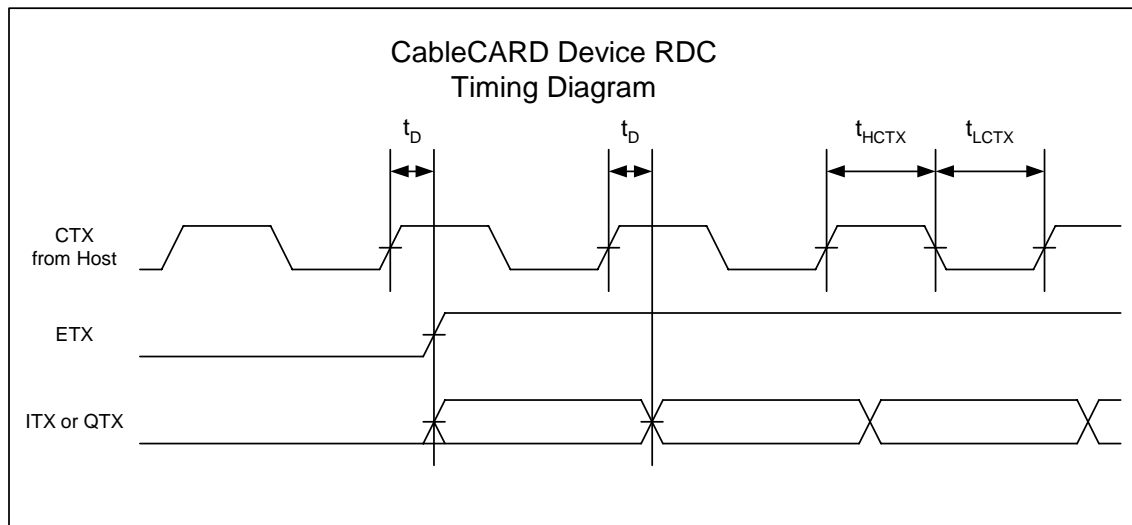 CableCARD Device RDC
Timing Diagram
tD tD tHCTX tLCTX
CTX
from Host
ETX
ITX or QTX